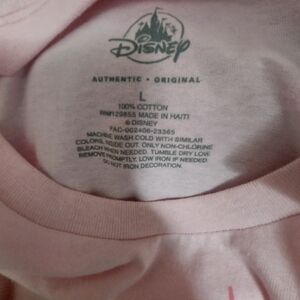 Disney
AUTHENTIC • ORIGINAL
L
100% COTTON
RN#129855 MADE IN HAITI
© DISNEY
FAC-002406-23365
MACHINE WASH COLD WITH SIMILAR
COLORS, INSIDE OUT. ONLY NON-CHLORINE
BLEACH WHEN NEEDED. TUMBLE DRY LOW.
REMOVE PROMPTLY. LOW IRON IF NEEDED.
DO NOT IRON DECORATION.